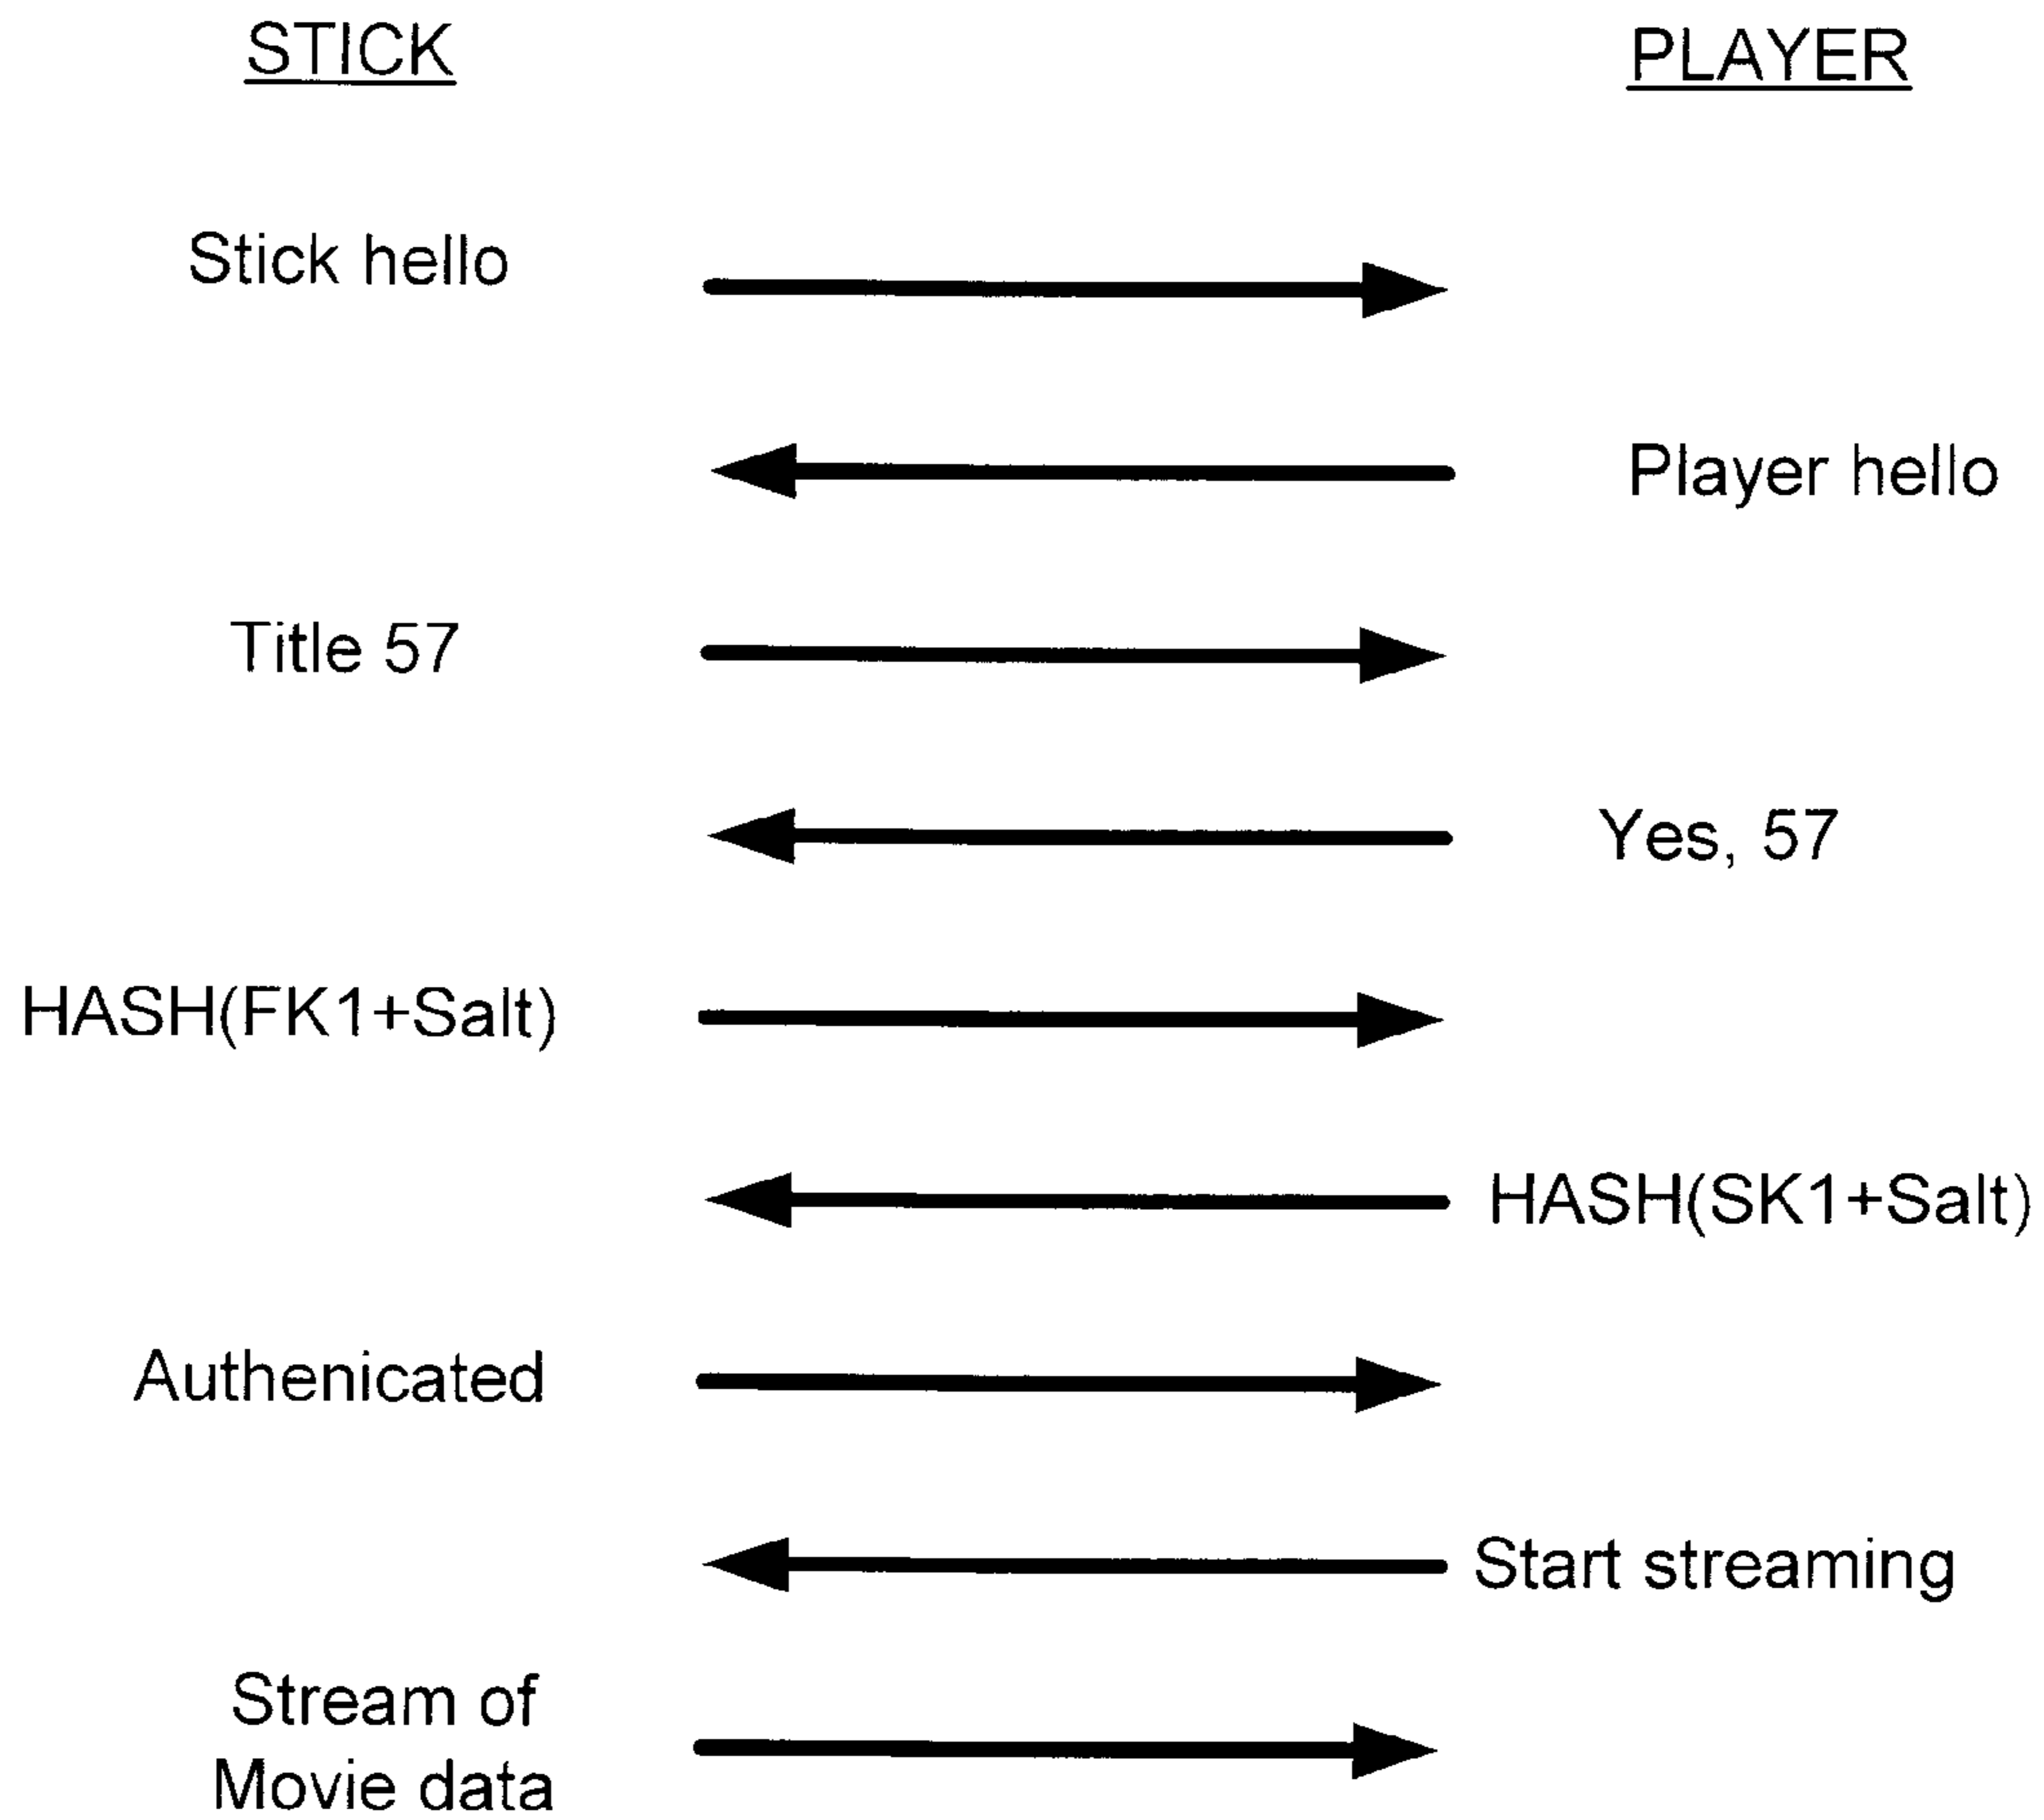 STICK
PLAYER
Stick hello
Player hello
Title 57
Yes, 57
HASH(FK1+Salt)
HASH(SK1+Salt)
Authenicated
Start streaming
Stream of
Movie data